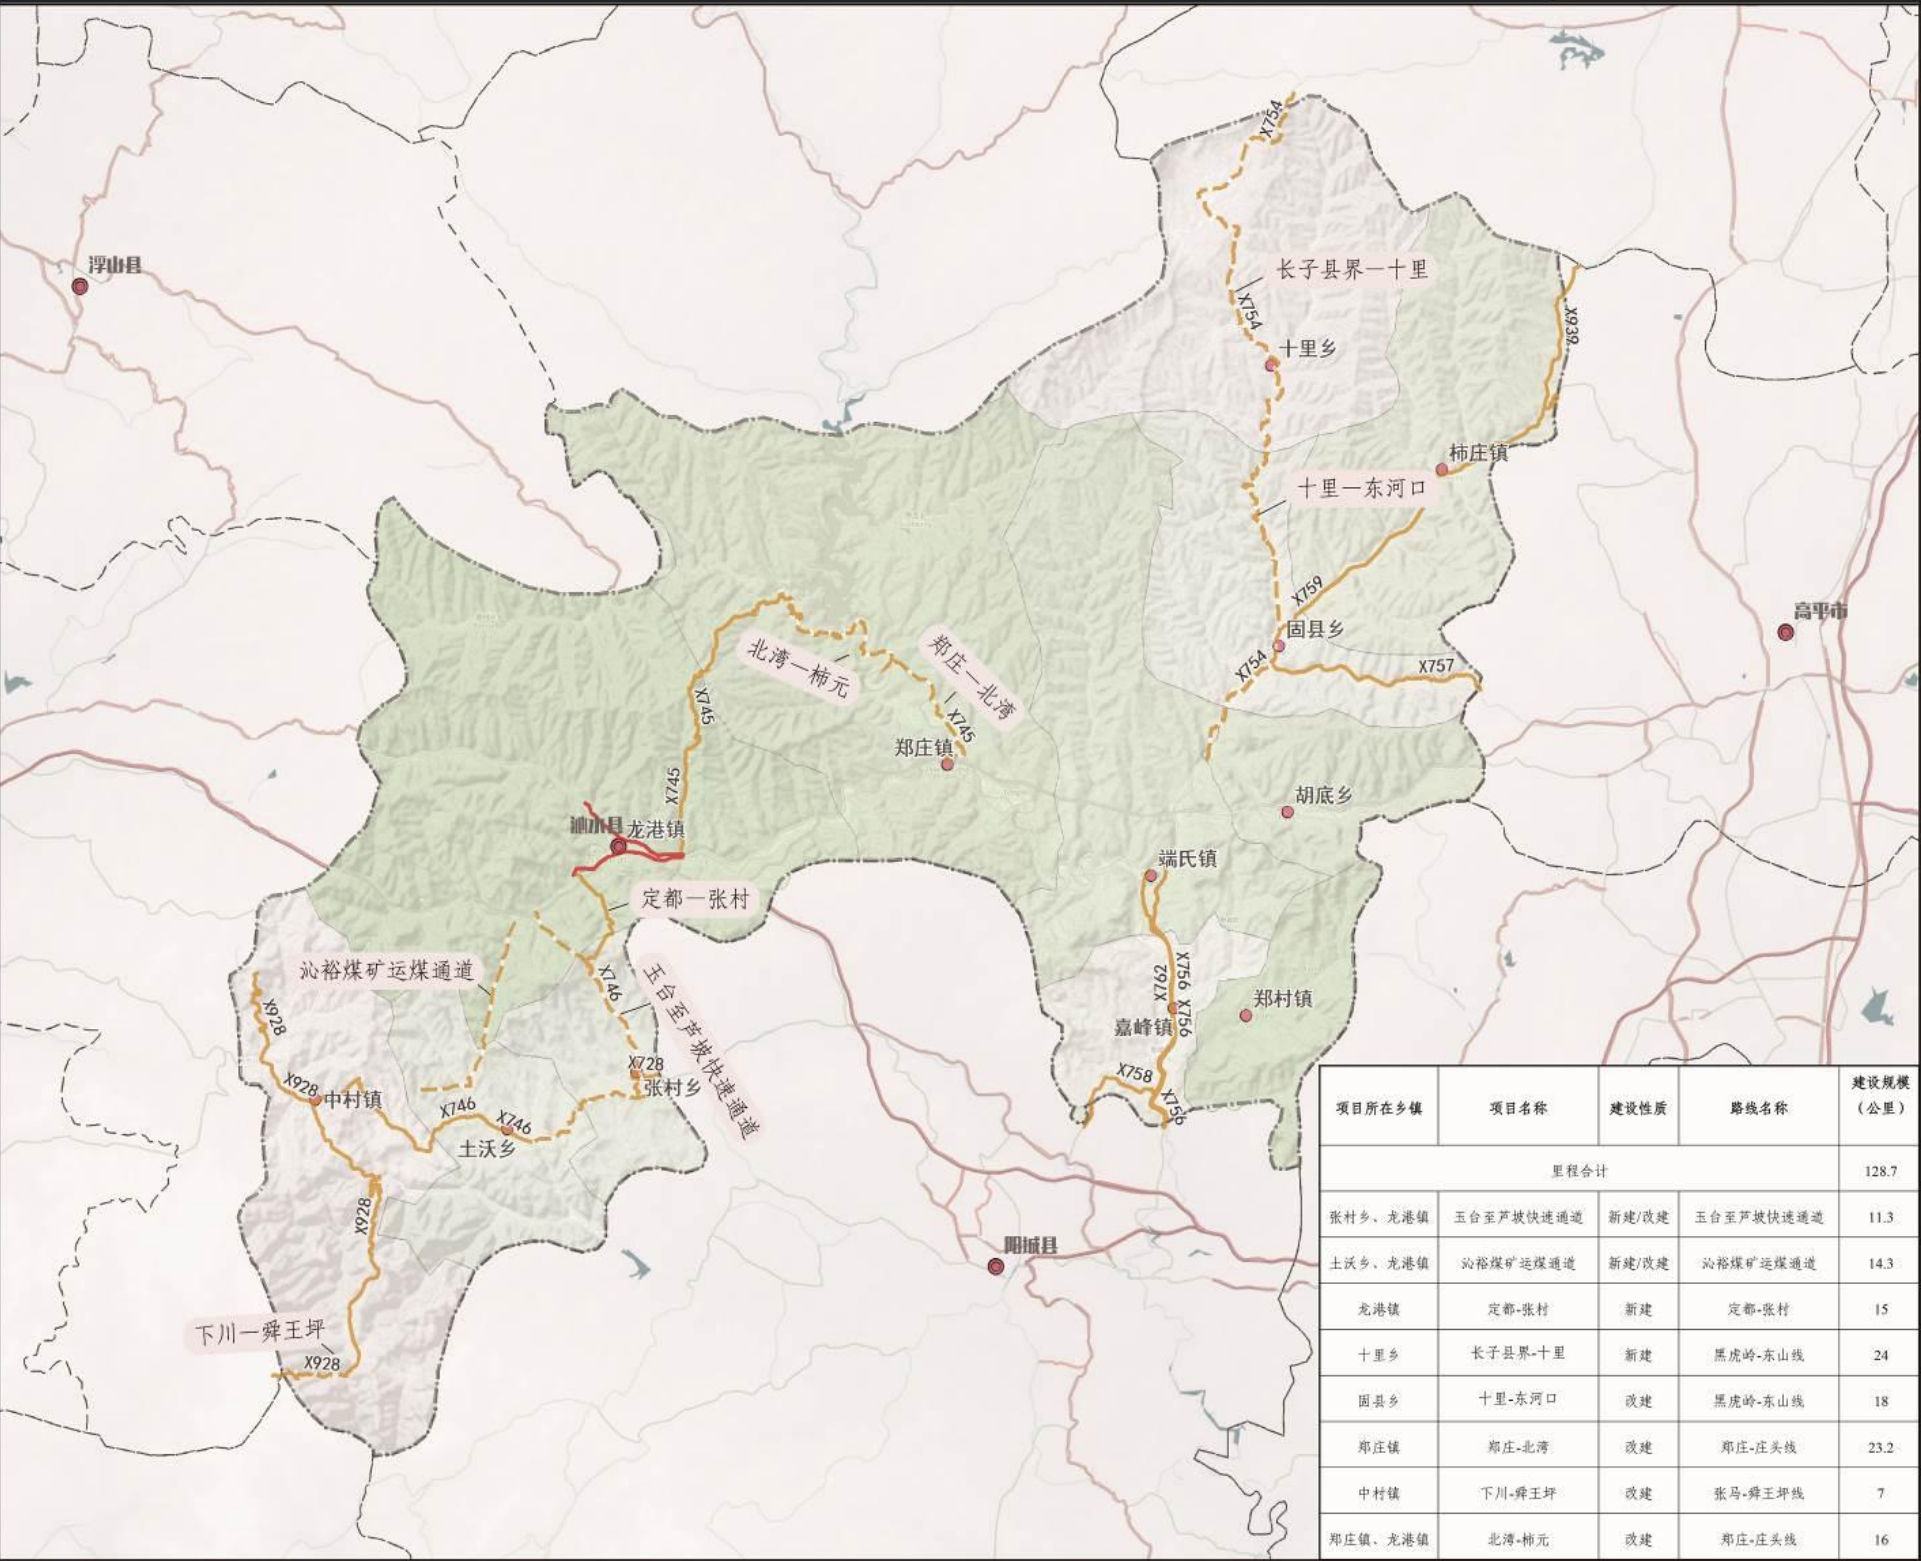 X754
浮山县
长子县界—十里
X754
X939
十里乡
柿庄镇
十里—东河口
X759
高平市
固县乡
郑庄—北湾
北湾—柿元
X754
X757
X745
X745
郑庄镇
X745
胡底乡
沁水县
龙港镇
端氏镇
定都—张村
沁裕煤矿运煤通道
X746
玉台至芦坡快速通道
X756
X762
郑村镇
X756
X928
嘉峰镇
X728
X758
X928
中村镇
张村乡
X746
X746
X756
土沃乡
X928
阳城县
下川—舜王坪
X928
项目所在乡镇 项目名称 建设性质 路线名称 建设规模
（公里）
里程合计 128.7
张村乡、龙港镇 玉台至芦坡快速通道 新建/改建 玉台至芦坡快速通道 11.3
土沃乡、龙港镇 沁裕煤矿运煤通道 新建/改建 沁裕煤矿运煤通道 14.3
龙港镇 定都-张村 新建 定都-张村 15
十里乡 长子县界-十里 新建 黑虎岭-东山线 24
固县乡 十里-东河口 改建 黑虎岭-东山线 18
郑庄镇 郑庄-北湾 改建 郑庄-庄头线 23.2
中村镇 下川-舜王坪 改建 张马-舜王坪线 7
郑庄镇、龙港镇 北湾-柿元 改建 郑庄-庄头线 16